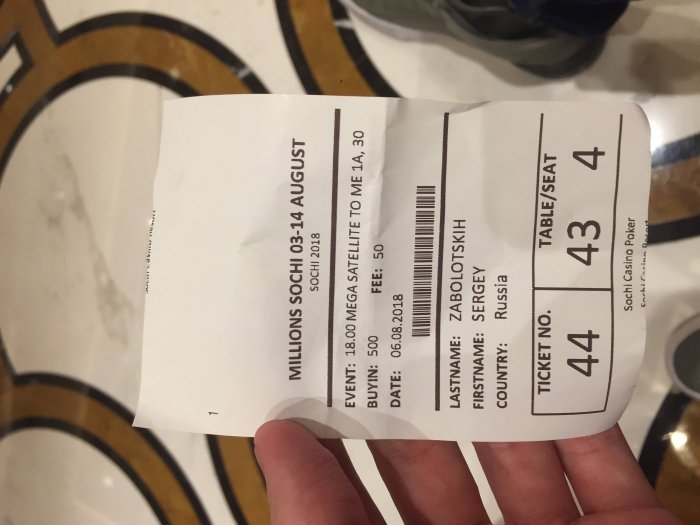 1
MILLIONS SOCHI 03-14 AUGUST
SOCHI 2018
EVENT: 18.00 MEGA SATELLITE TO ME 1A, 30
BUYIN: 500 FEE: 50
DATE: 06.08.2018
LASTNAME: ZABOLOTSKIH
FIRSTNAME: SERGEY
COUNTRY: Russia
TICKET NO. TABLE/SEAT
44 43 4
Sochi Casino Poker